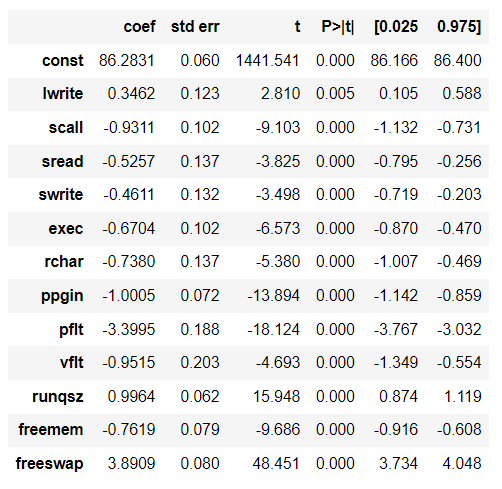 coef std err t P>|t| [0.025 0.975]
const 86.2831 0.060 1441.541 0.000 86.166 86.400
lwrite 0.3462 0.123 2.810 0.005 0.105 0.588
scall -0.9311 0.102 -9.103 0.000 -1.132 -0.731
sread -0.5257 0.137 -3.825 0.000 -0.795 -0.256
swrite -0.4611 0.132 -3.498 0.000 -0.719 -0.203
exec -0.6704 0.102 -6.573 0.000 -0.870 -0.470
rchar -0.7380 0.137 -5.380 0.000 -1.007 -0.469
ppgin -1.0005 0.072 -13.894 0.000 -1.142 -0.859
pflt -3.3995 0.188 -18.124 0.000 -3.767 -3.032
vflt -0.9515 0.203 -4.693 0.000 -1.349 -0.554
runqsz 0.9964 0.062 15.948 0.000 0.874 1.119
freemem -0.7619 0.079 -9.686 0.000 -0.916 -0.608
freeswap 3.8909 0.080 48.451 0.000 3.734 4.048